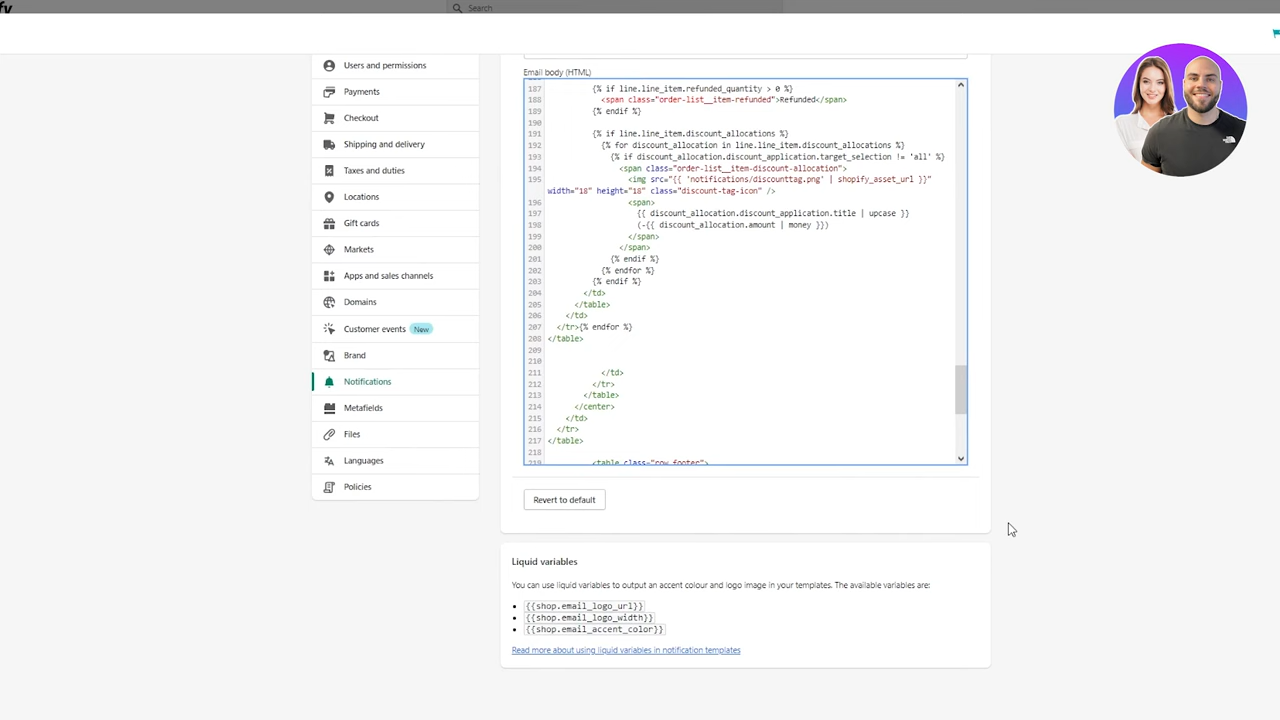 fy
Search
Users and permissions
Payments
Checkout
Shipping and delivery
Taxes and duties
Locations
Gift cards
Markets
Apps and sales channels
Domains
Customer events New
Brand
Notifications
Metafields
Files
Languages
Policies
Email body (HTML)
187 {% if line.line_item.refunded_quantity > 0 %}
188 <span class="order-list__item-refunded">Refunded</span>
189 {% endif %}
190
191 {% if line.line_item.discount_allocations %}
192 {% for discount_allocation in line.line_item.discount_allocations %}
193 {% if discount_allocation.discount_application.target_selection != 'all' %}
194 <span class="order-list__item-discount-allocation">
195 <img src="{{ 'notifications/discounttag.png' | shopify_asset_url }}"
width="18" height="18" class="discount-tag-icon" />
196 <span>
197 {{ discount_allocation.discount_application.title | upcase }}
198 (-{{ discount_allocation.amount | money }})
199 </span>
200 </span>
201 {% endif %}
202 {% endfor %}
203 {% endif %}
204 </td>
205 </table>
206 </td>
207 </tr>{% endfor %}
208 </table>
209
210
211 </td>
212 </tr>
213 </table>
214 </center>
215 </td>
216 </tr>
217 </table>
218
219 <table class="row footer">
Revert to default
Liquid variables
You can use liquid variables to output an accent colour and logo image in your templates. The available variables are:
{{shop.email_logo_url}}
{{shop.email_logo_width}}
{{shop.email_accent_color}}
Read more about using liquid variables in notification templates